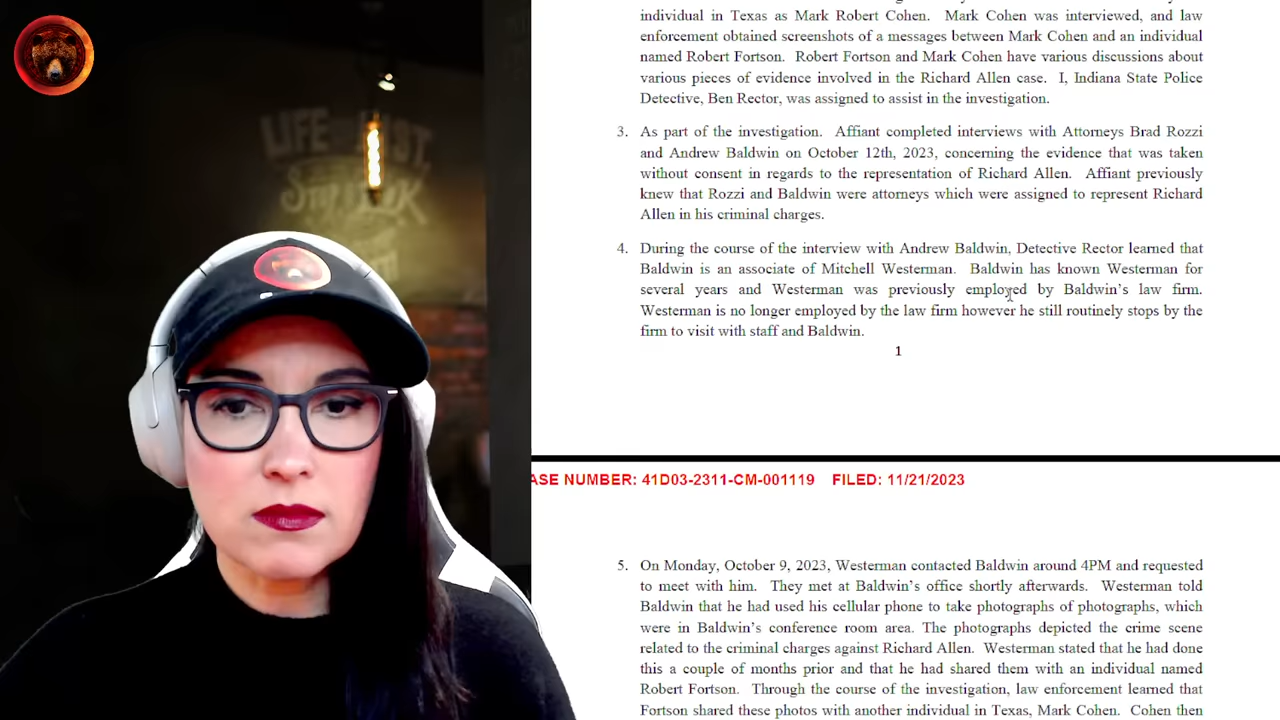 individual in Texas as Mark Robert Cohen. Mark Cohen was interviewed, and law
enforcement obtained screenshots of a messages between Mark Cohen and an individual
named Robert Fortson. Robert Fortson and Mark Cohen have various discussions about
various pieces of evidence involved in the Richard Allen case. I, Indiana State Police
Detective, Ben Rector, was assigned to assist in the investigation.
3. As part of the investigation. Affiant completed interviews with Attorneys Brad Rozzi
and Andrew Baldwin on October 12th, 2023, concerning the evidence that was taken
without consent in regards to the representation of Richard Allen. Affiant previously
knew that Rozzi and Baldwin were attorneys which were assigned to represent Richard
Allen in his criminal charges.
4. During the course of the interview with Andrew Baldwin, Detective Rector learned that
Baldwin is an associate of Mitchell Westerman. Baldwin has known Westerman for
several years and Westerman was previously employed by Baldwin's law firm.
Westerman is no longer employed by the law firm however he still routinely stops by the
firm to visit with staff and Baldwin.
1
ASE NUMBER: 41D03-2311-CM-001119 FILED: 11/21/2023
5. On Monday, October 9, 2023, Westerman contacted Baldwin around 4PM and requested
to meet with him. They met at Baldwin's office shortly afterwards. Westerman told
Baldwin that he had used his cellular phone to take photographs of photographs, which
were in Baldwin's conference room area. The photographs depicted the crime scene
related to the criminal charges against Richard Allen. Westerman stated that he had done
this a couple of months prior and that he had shared them with an individual named
Robert Fortson. Through the course of the investigation, law enforcement learned that
Fortson shared these photos with another individual in Texas, Mark Cohen. Cohen then
LIFE